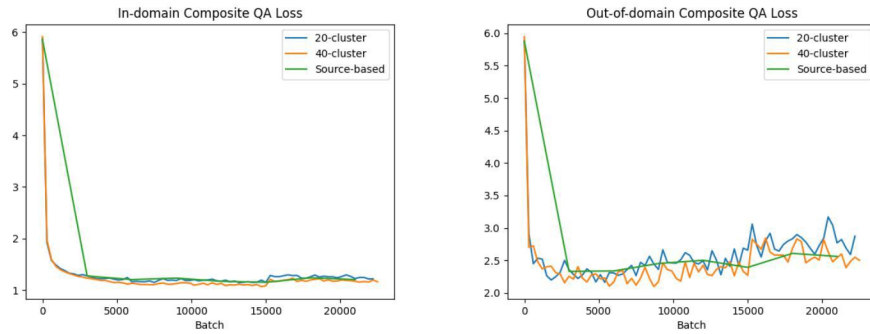 In-domain Composite QA Loss
6
5
4
3
2
1
0
5000
10000
15000
20000
Batch
20-cluster
40-cluster
Source-based
Out-of-domain Composite QA Loss
6.0
5.5
5.0
4.5
4.0
3.5
3.0
2.5
2.0
0
5000
10000
15000
20000
Batch
20-cluster
40-cluster
Source-based